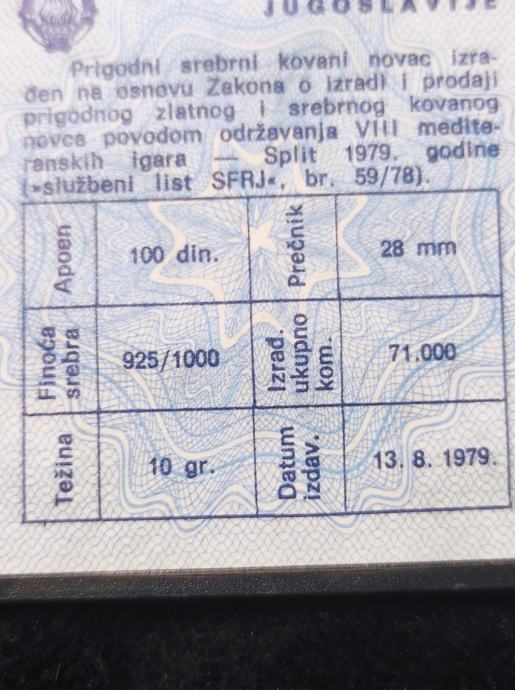 JUGOSLAVIJE
Prigodni srebrni kovani novac izra-
đen na osnovu Zakona o izradi i prodaji
prigodnog zlatnog i srebrnog kovanog
novca povodom održavanja VIII medite-
ranskih igara — Split 1979. godine
(»službeni list SFRJ«, br. 59/78).
Apoen
100 din.
Prečnik
28 mm
Finoća
srebra
925/1000
Izrađ.
ukupno
kom.
71.000
Težina
10 gr.
Datum
izdav.
13. 8. 1979.